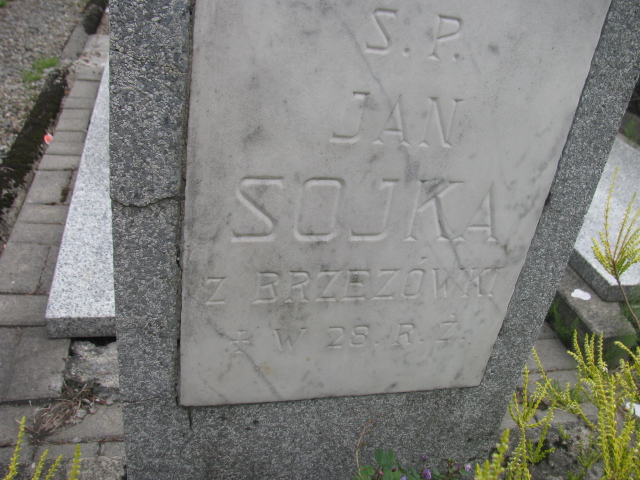 S.P.
JAN
SOJKA
Z BRZEZÓWKI
‡ W 28. R. Ż.